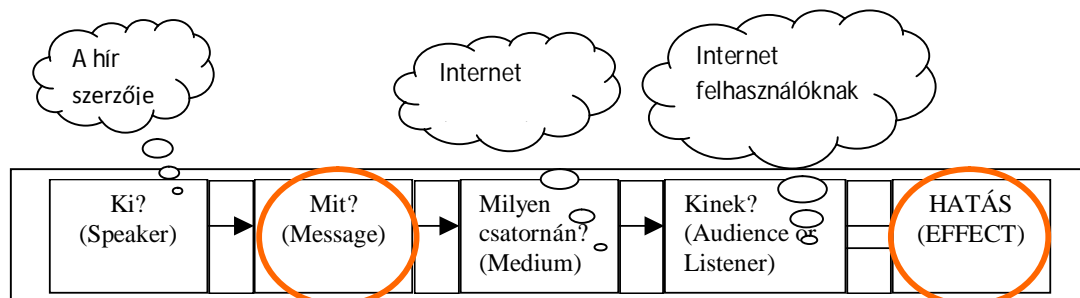 A hír
szerzője
Internet
Internet
felhasználóknak
Ki?
(Speaker)
Mit?
(Message)
Milyen
csatornán?
(Medium)
Kinek?
(Audience or
Listener)
HATÁS
(EFFECT)